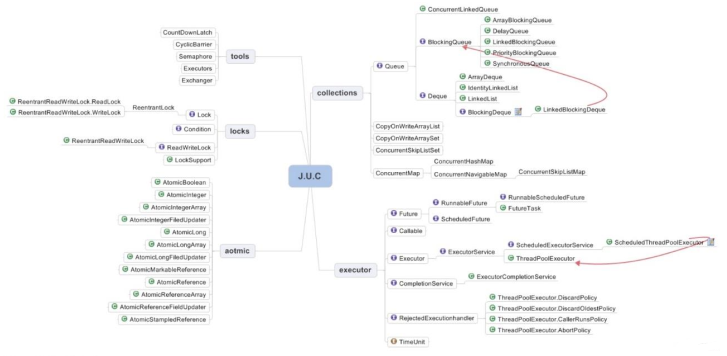 CountDownLatch
CyclicBarrier
Semaphore
Executors
Exchanger
tools
ReentrantReadWriteLock.ReadLock
ReentrantReadWriteLock.WriteLock
ReentrantLock
Lock
Condition
ReentrantReadWriteLock
ReadWriteLock
LockSupport
locks
AtomicBoolean
AtomicInteger
AtomicIntegerArray
AtomicIntegerFiledUpdater
AtomicLong
AtomicLongArray
AtomicLongFiledUpdater
AtomicMarkableReference
AtomicReference
AtomicReferenceArray
AtomicReferenceFieldUpdater
AtomicStampledReference
aotmic
J.U.C
collections
Queue
ConcurrentLinkedQueue
BlockingQueue
ArrayBlockingQueue
DelayQueue
LinkedBlockingQueue
PriorityBlockingQueue
SynchronousQueue
Deque
ArrayDeque
IdentityLinkedList
LinkedList
BlockingDeque
LinkedBlockingDeque
CopyOnWriteArrayList
CopyOnWriteArraySet
ConcurrentSkipListSet
ConcurrentMap
ConcurrentHashMap
ConcurrentNavigableMap
ConcurrentSkipListMap
executor
Future
RunnableFuture
RunnableScheduledFuture
FutureTask
ScheduledFuture
Callable
Executor
ExecutorService
ScheduledExecutorService
ScheduledThreadPoolExecutor
ThreadPoolExecutor
CompletionService
ExecutorCompletionService
RejectedExecutionhandler
ThreadPoolExecutor.DiscardPolicy
ThreadPoolExecutor.DiscardOldestPolicy
ThreadPoolExecutor.CallerRunsPolicy
ThreadPoolExecutor.AbortPolicy
TimeUnit